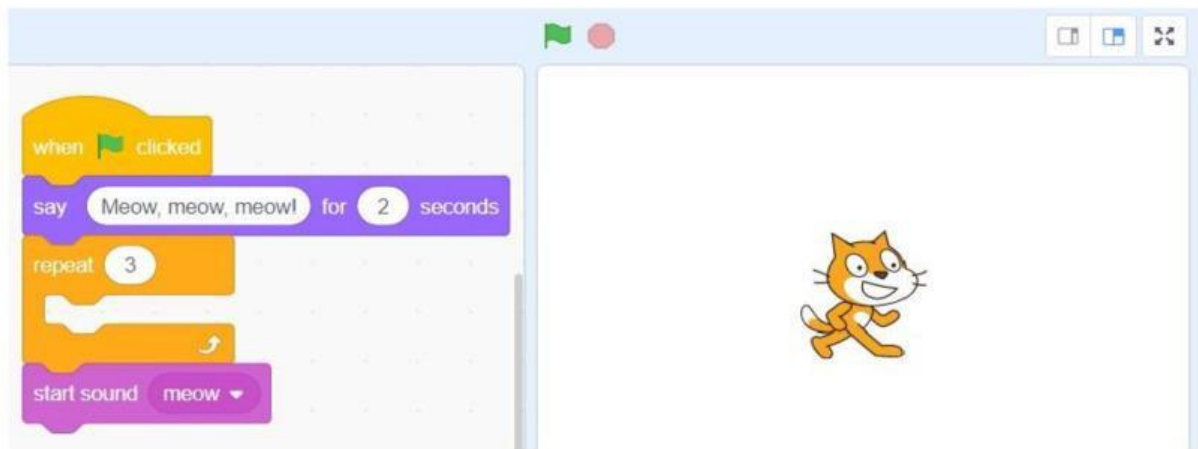 when clicked
say Meow, meow, meow! for 2 seconds
repeat 3
start sound meow